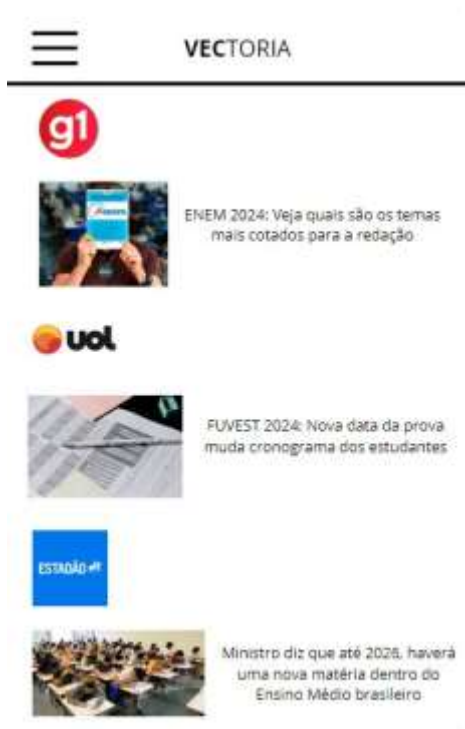 VECTORIA
g1
ENEM 2024: Veja quais são os temas
mais cotados para a redação
uol
FUVEST 2024: Nova data da prova
muda cronograma dos estudantes
ESTADÃO
Ministro diz que até 2026, haverá
uma nova matéria dentro do
Ensino Médio brasileiro